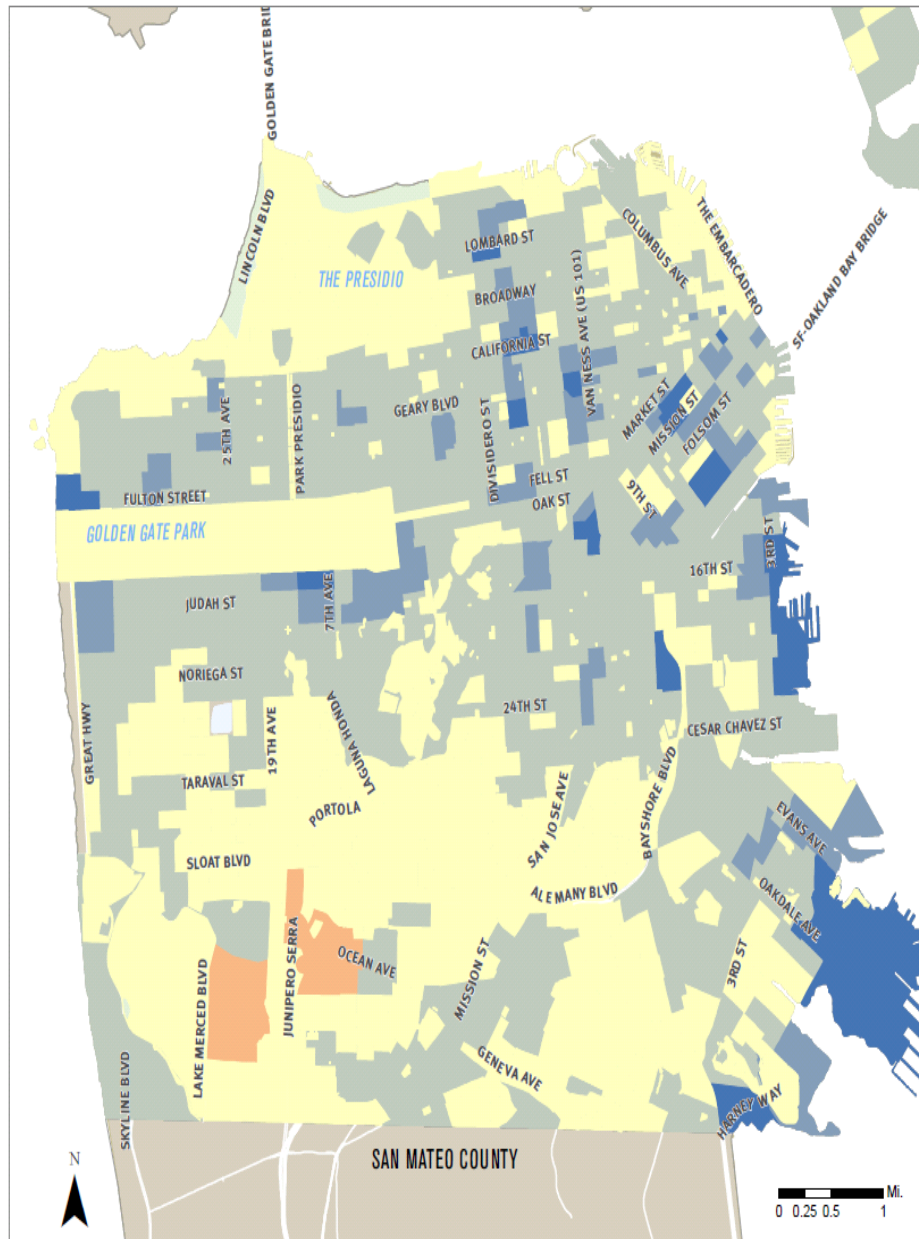 GOLDEN GATE BRI
LINCOLN BLVD
THE PRESIDIO
LOMBARD ST
BROADWAY
CALIFORNIA ST
COLUMBUS AVE
THE EMBARCADERO
SF-OAKLAND BAY BRIDGE
VAN NESS AVE (US 101)
25TH AVE
PARK PRESIDIO
GEARY BLVD
DIVISIDERO ST
MARKET ST
MISSION ST
FOLSOM ST
FULTON STREET
FELL ST
OAK ST
9TH ST
GOLDEN GATE PARK
3RD ST
16TH ST
JUDAH ST
7TH AVE
NORIEGA ST
24TH ST
CESAR CHAVEZ ST
GREAT HWY
19TH AVE
LAGUNA HONDA
TARAVAL ST
PORTOLA
SAN JOSE AVE
BAYSHORE BLVD
EVANS AVE
SLOAT BLVD
ALEMANY BLVD
OAKDALE AVE
JUNIPERO SERRA
OCEAN AVE
MISSION ST
3RD ST
LAKE MERCED BLVD
GENEVA AVE
SKYLINE BLVD
HARNEY WAY
SAN MATEO COUNTY
N
Mi.
0 0.25 0.5 1